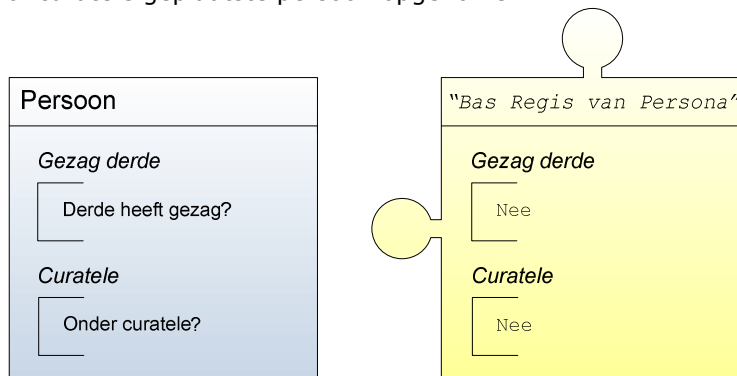 Persoon
Gezag derde
Derde heeft gezag?
Curatele
Onder curatele?
"Bas Regis van Persona"
Gezag derde
Nee
Curatele
Nee